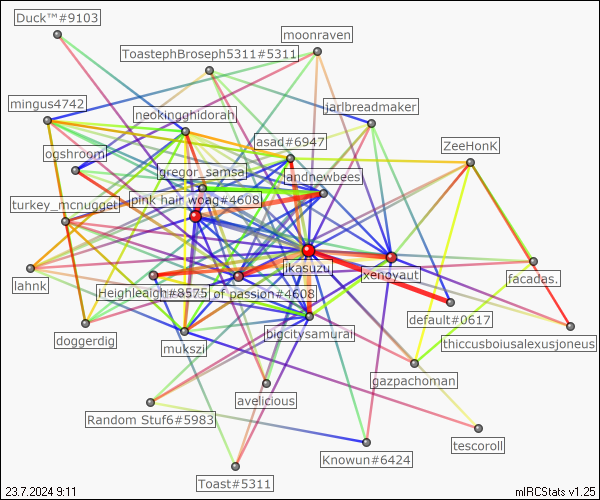 Duck™#9103
moonraven
ToastephBroseph5311#5311
mingus4742
jarlbreadmaker
neokingghidorah
asad#6947
ZeeHonK
ogshroom
gregor_samsa
landnewbees
pink hair wcag#4608
turkey_mcnugget
jkasuzu
xenoyaut
lahnk
facadas.
Heighleaigh#8575
of passion#4608
default#0617
bigcitysamurai
doggerdig
mukszi
thiccusboiusalexusjoneus
gazpachoman
avelicious
Random Stuf6#5983
tescoroll
Knowun#6424
Toast#5311
23.7.2024 9:11
mIRCStats v1.25